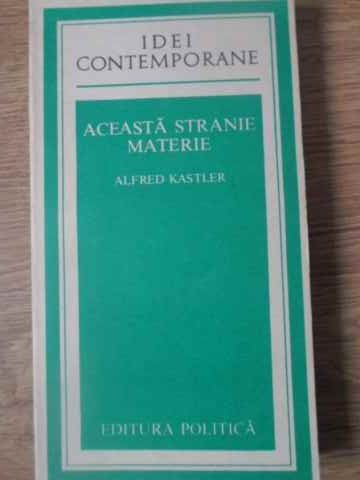 IDEI
CONTEMPORANE
ACEASTĂ STRANIE
MATERIE
ALFRED KASTLER
EDITURA POLITICĂ